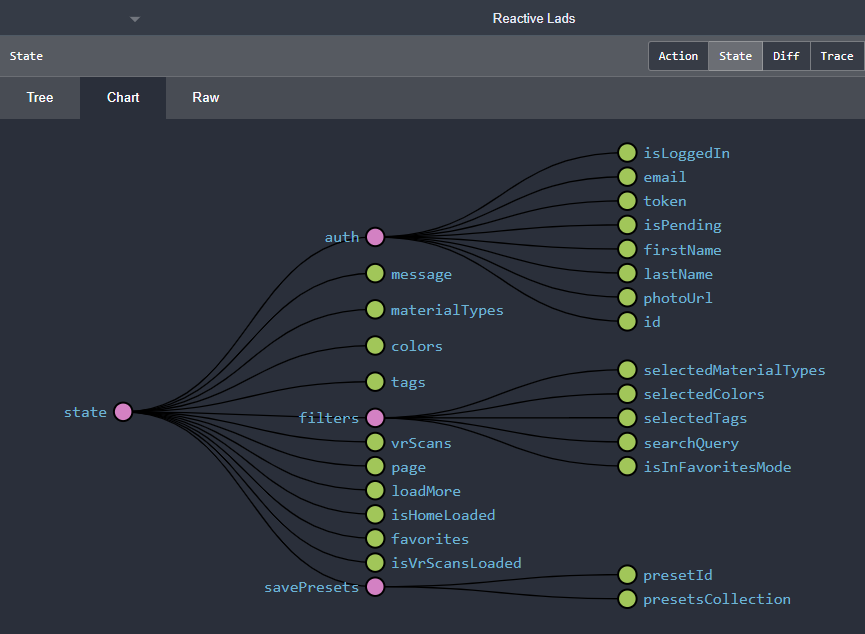 Reactive Lads
State
Action State Diff Trace
Tree Chart Raw
isLoggedIn
email
token
isPending
firstName
lastName
photoUrl
id
auth
message
materialTypes
colors
tags
state
filters
selectedMaterialTypes
selectedColors
selectedTags
searchQuery
isInFavoritesMode
vrScans
page
loadMore
isHomeLoaded
favorites
isVrScansLoaded
savePresets
presetId
presetsCollection